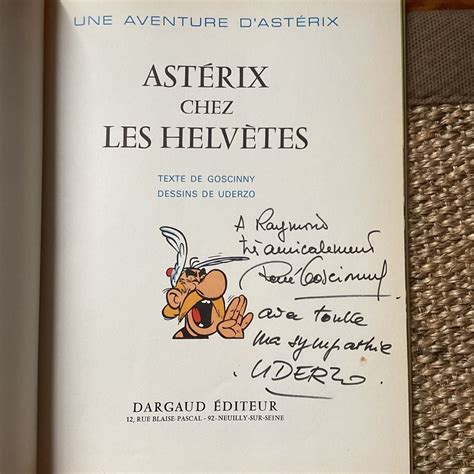 UNE AVENTURE D'ASTÉRIX
ASTÉRIX
CHEZ
LES HELVÈTES
TEXTE DE GOSCINNY
DESSINS DE UDERZO
A Raymond
très amicalement
René Goscinny
avec toute
ma sympathie
UDERZO
DARGAUD ÉDITEUR
12, RUE BLAISE-PASCAL - 92-NEUILLY-SUR-SEINE